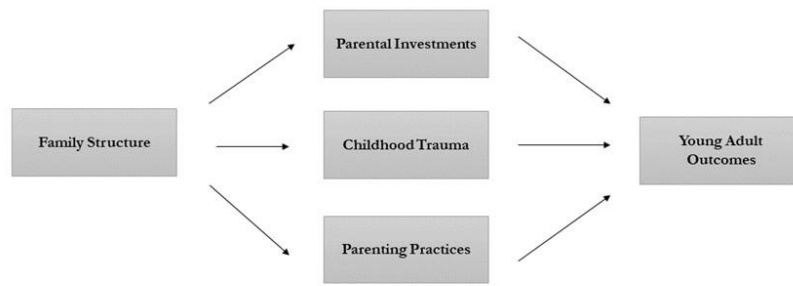 Parental Investments
Family Structure
Childhood Trauma
Young Adult
Outcomes
Parenting Practices